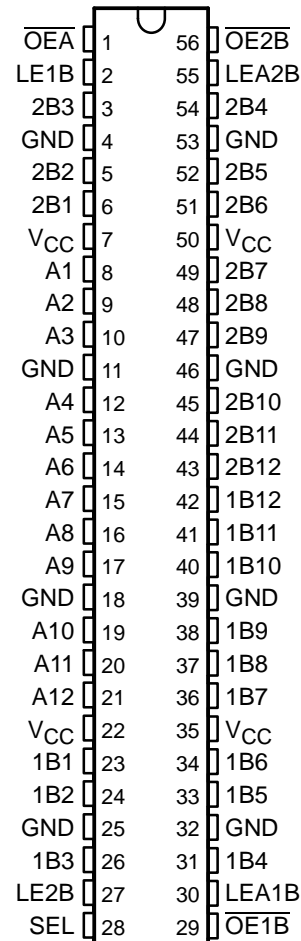 O̅E̅A̅ 1 56 O̅E̅2̅B̅
LE1B 2 55 LEA2B
2B3 3 54 2B4
GND 4 53 GND
2B2 5 52 2B5
2B1 6 51 2B6
VCC 7 50 VCC
A1 8 49 2B7
A2 9 48 2B8
A3 10 47 2B9
GND 11 46 GND
A4 12 45 2B10
A5 13 44 2B11
A6 14 43 2B12
A7 15 42 1B12
A8 16 41 1B11
A9 17 40 1B10
GND 18 39 GND
A10 19 38 1B9
A11 20 37 1B8
A12 21 36 1B7
VCC 22 35 VCC
1B1 23 34 1B6
1B2 24 33 1B5
GND 25 32 GND
1B3 26 31 1B4
LE2B 27 30 LEA1B
SEL 28 29 O̅E̅1̅B̅